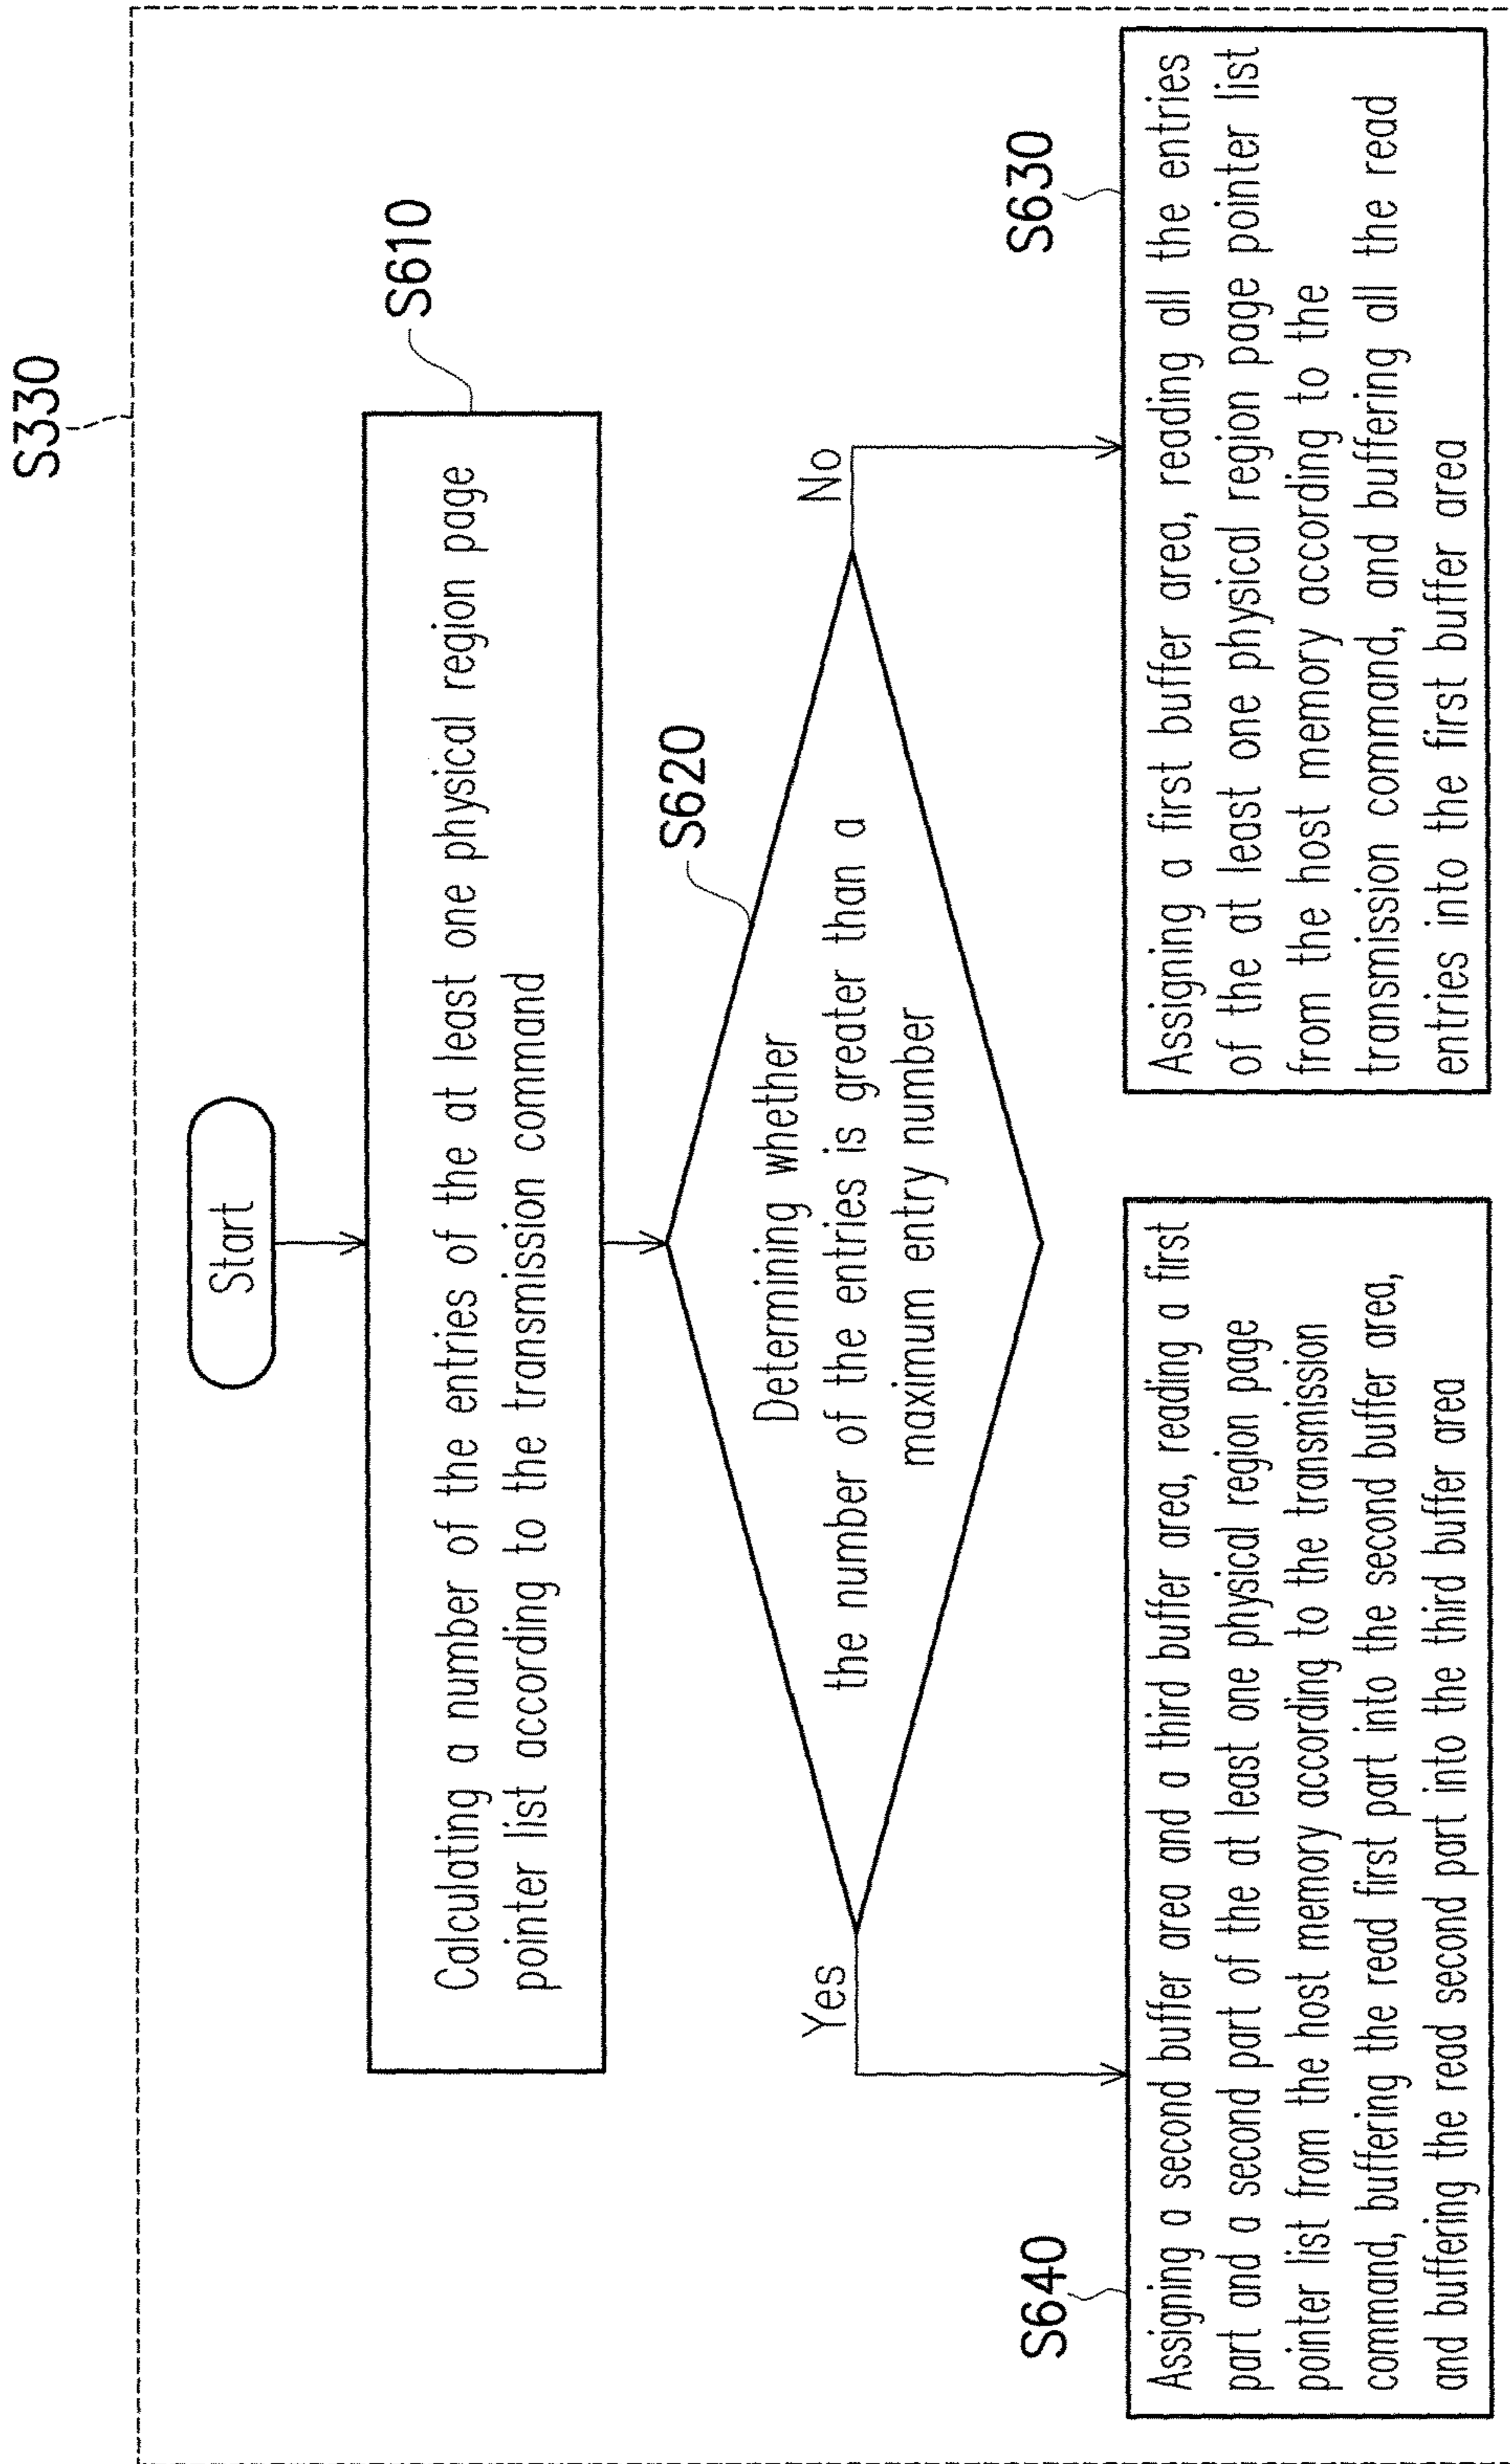 S330
Start
S610
Calculating a number of the entries of the at least one physical region page
pointer list according to the transmission command
S620
Determining whether
the number of the entries is greater than a
maximum entry number
Yes
No
S640
Assigning a second buffer area and a third buffer area, reading a first
part and a second part of the at least one physical region page
pointer list from the host memory according to the transmission
command, buffering the read first part into the second buffer area,
and buffering the read second part into the third buffer area
S630
Assigning a first buffer area, reading all the entries
of the at least one physical region page pointer list
from the host memory according to the
transmission command, and buffering all the read
entries into the first buffer area